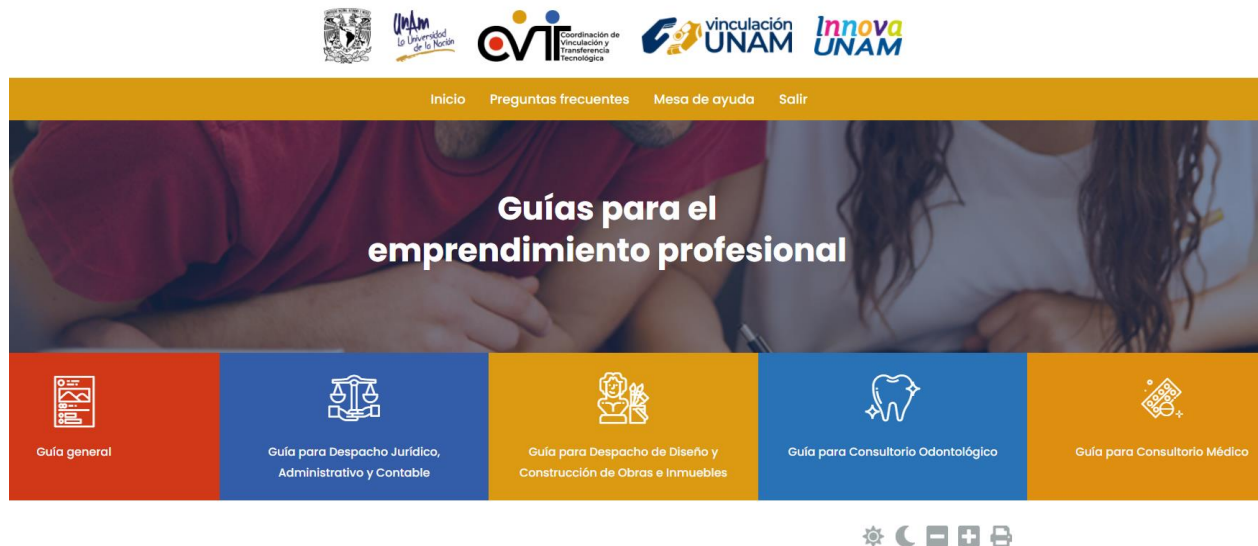 UNAM
La Universidad
de la Nación
CVTT
Coordinación de
Vinculación y
Transferencia
Tecnológica
vinculación
UNAM
Innova
UNAM
Inicio Preguntas frecuentes Mesa de ayuda Salir
Guías para el
emprendimiento profesional
Guía general
Guía para Despacho Jurídico,
Administrativo y Contable
Guía para Despacho de Diseño y
Construcción de Obras e Inmuebles
Guía para Consultorio Odontológico
Guía para Consultorio Médico